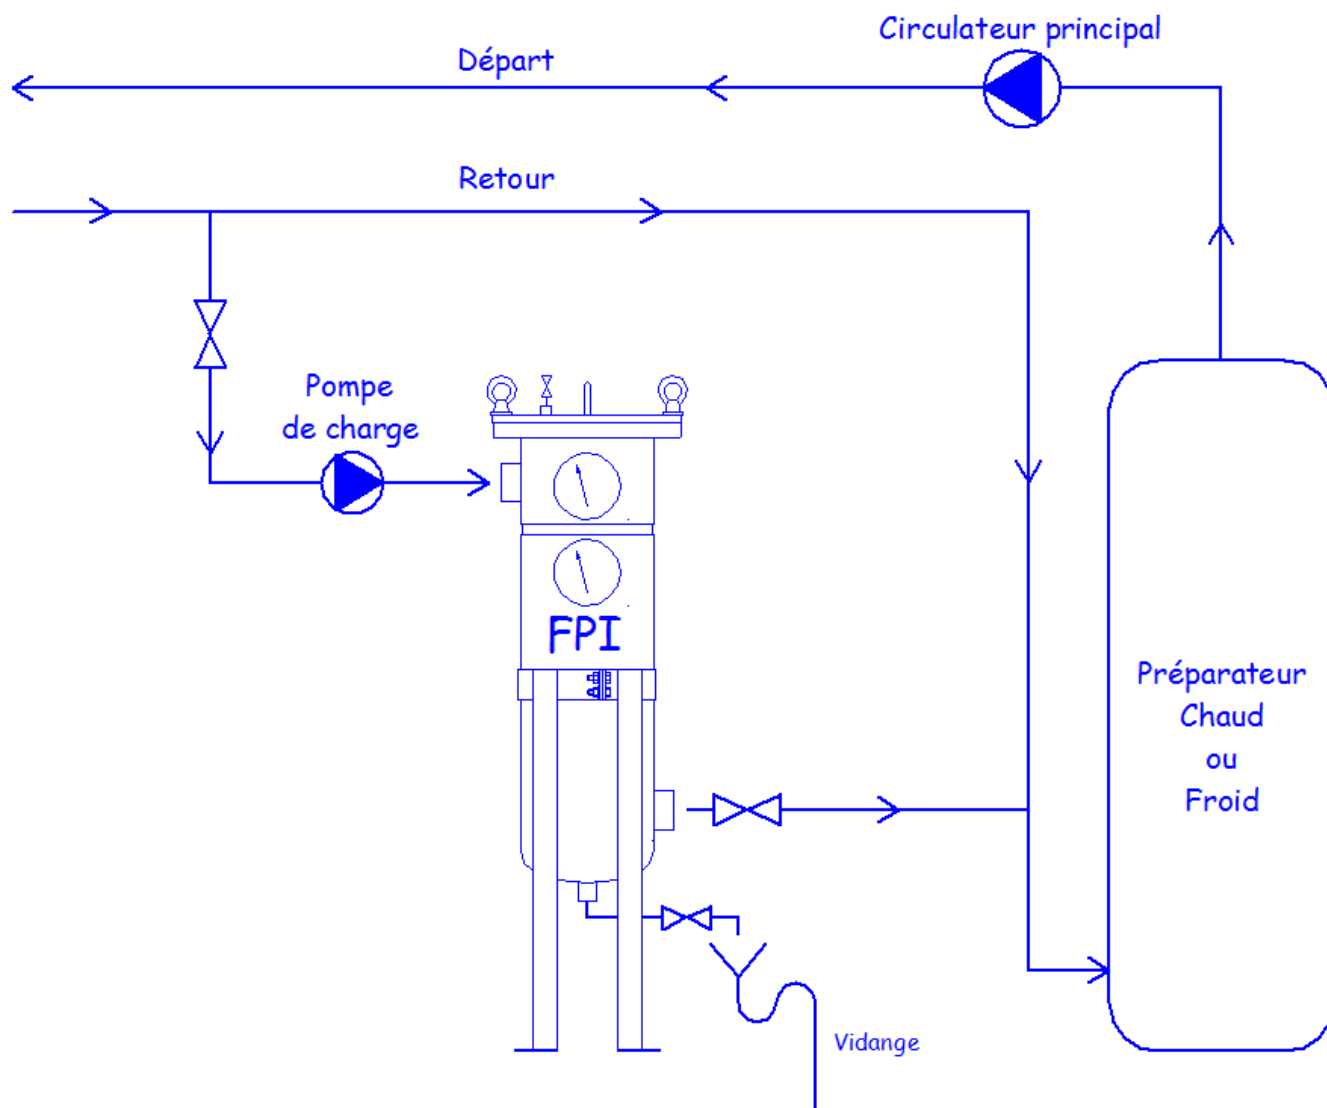 Circulateur principal
Départ
Retour
Pompe
de charge
FPI
Préparateur
Chaud
ou
Froid
Vidange